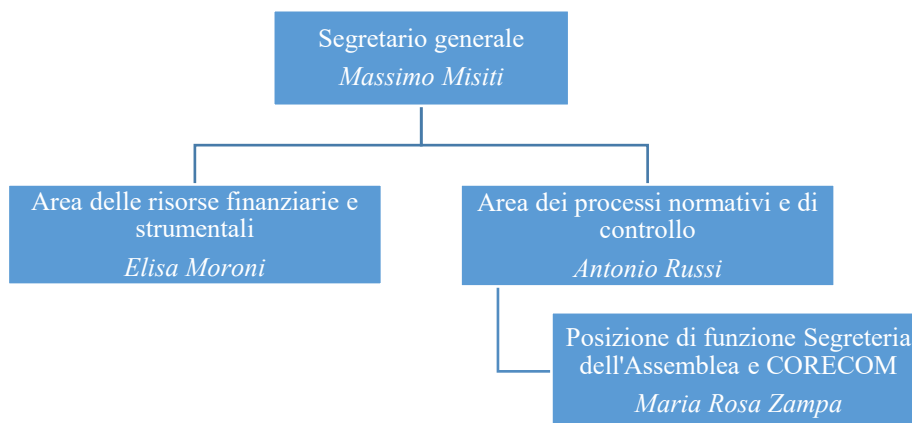 Segretario generale
Massimo Misiti
Area delle risorse finanziarie e
strumentali
Elisa Moroni
Area dei processi normativi e di
controllo
Antonio Russi
Posizione di funzione Segreteria
dell'Assemblea e CORECOM
Maria Rosa Zampa